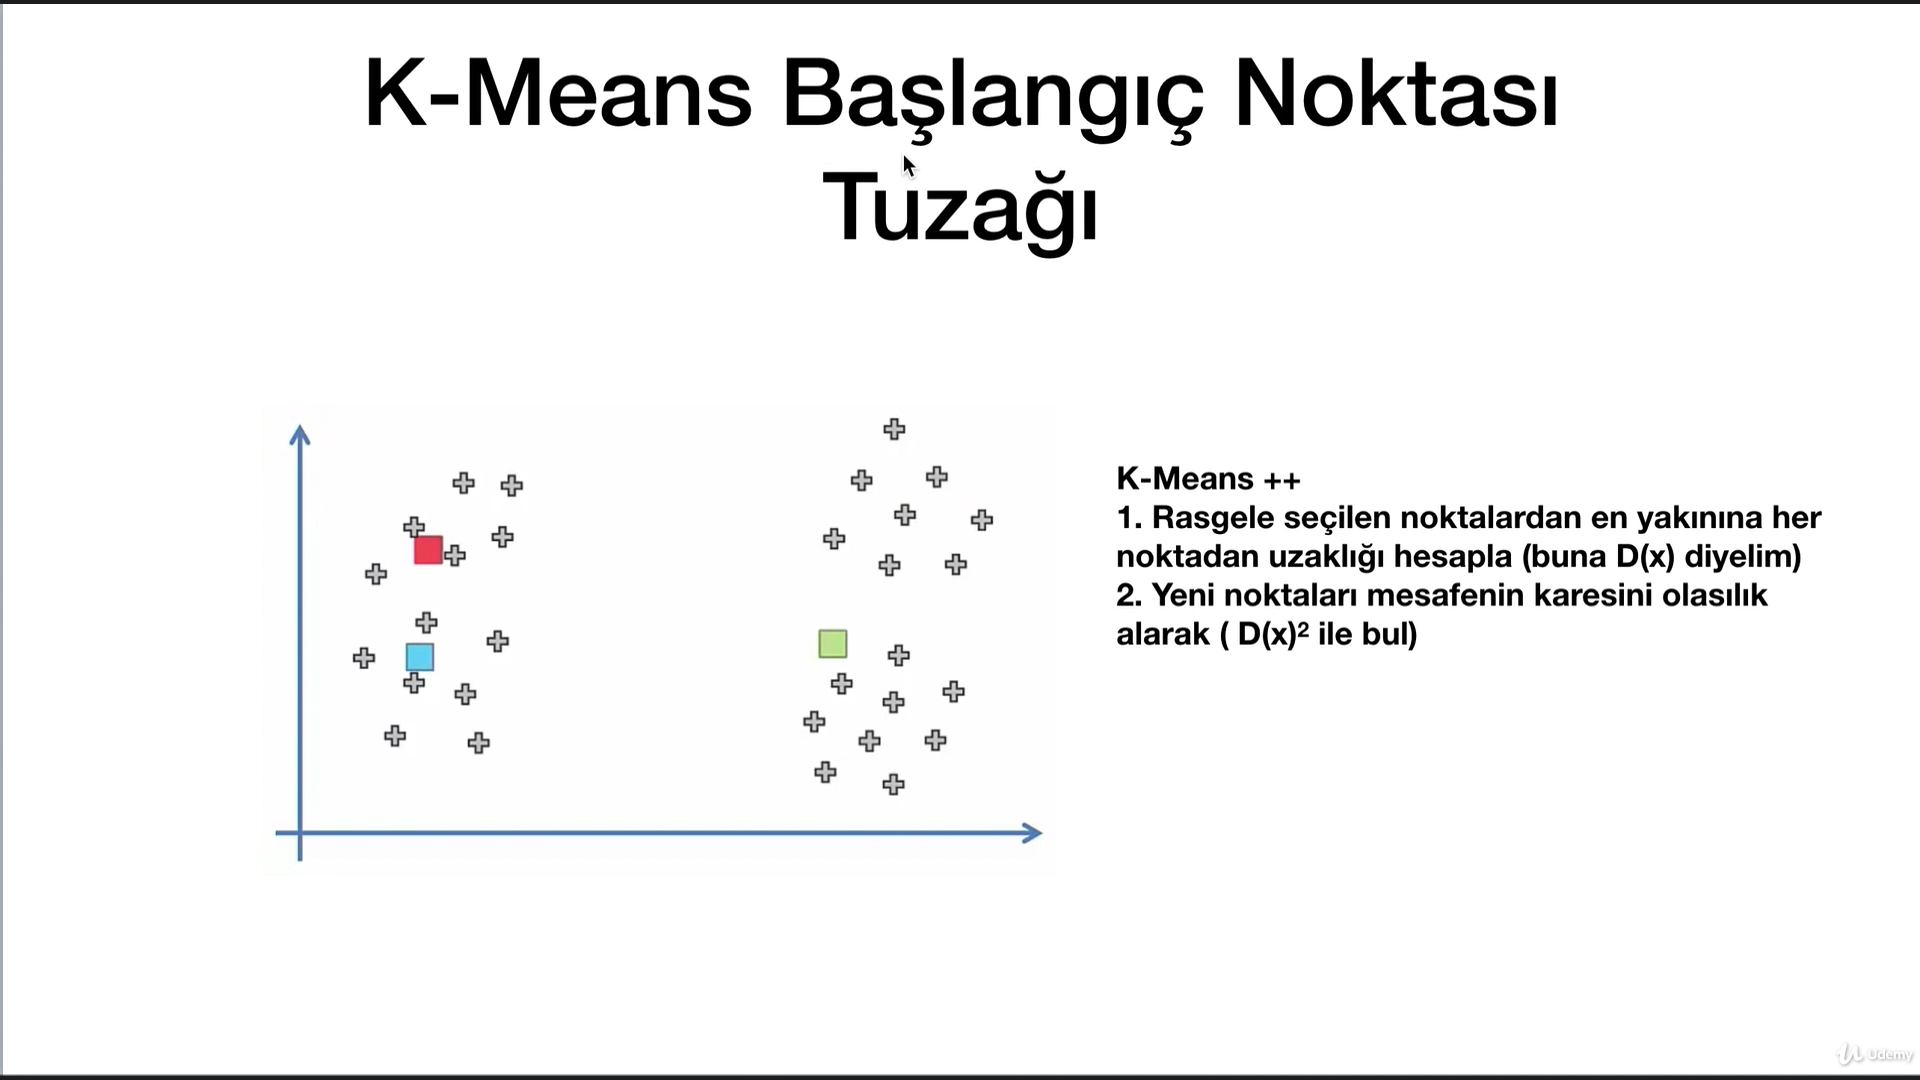 K-Means Başlangıç Noktası
Tuzağı
K-Means ++
1. Rasgele seçilen noktalardan en yakınına her
noktadan uzaklığı hesapla (buna D(x) diyelim)
2. Yeni noktaları mesafenin karesini olasılık
alarak ( D(x)² ile bul)
Udemy